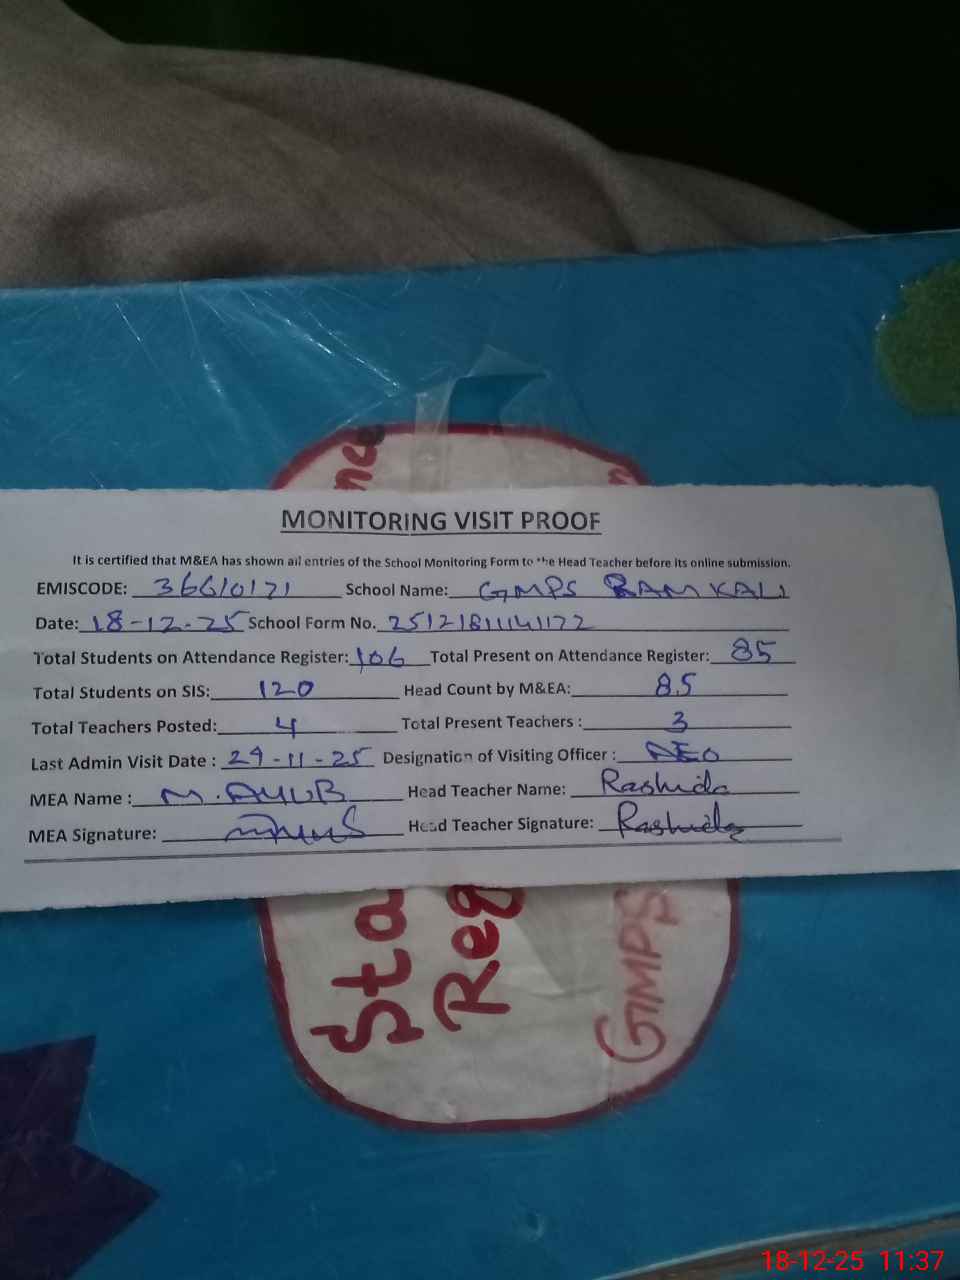 nce
n
MONITORING VISIT PROOF
It is certified that M&EA has shown all entries of the School Monitoring Form to the Head Teacher before its online submission.
EMISCODE: 36610171 School Name: GMPS RAMKALI
Date: 18-12-25 School Form No. 25121811141172
Total Students on Attendance Register: 106 Total Present on Attendance Register: 85
Total Students on SIS: 120 Head Count by M&EA: 85
Total Teachers Posted: 4 Total Present Teachers : 3
Last Admin Visit Date : 29-11-25 Designation of Visiting Officer : AEO
MEA Name : M. AYUB Head Teacher Name: Rashida
MEA Signature: Head Teacher Signature: Rashida
Sta
Reg
GMPS
18-12-25 11:37